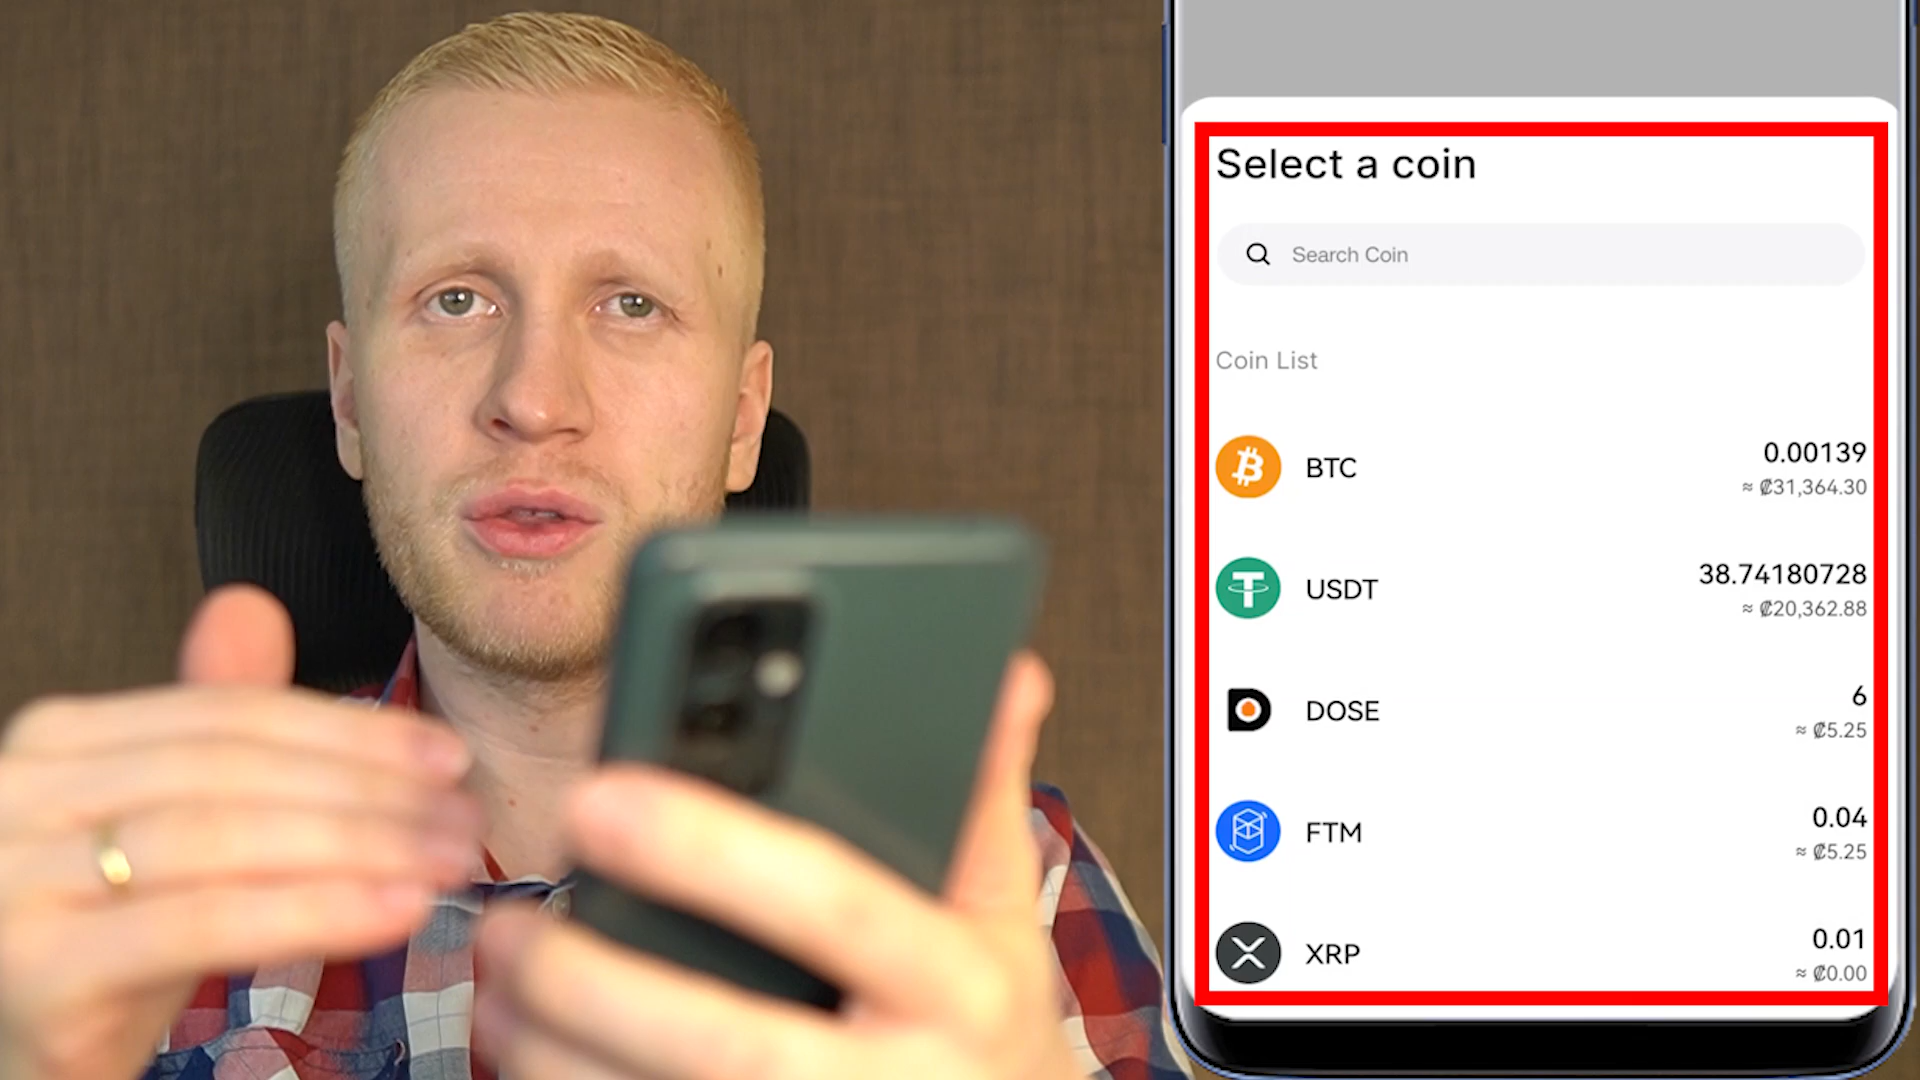 Select a coin
Search Coin
Coin List
BTC
0.00139
≈ ₡31,364.30
USDT
38.74180728
≈ ₡20,362.88
DOSE
6
≈ ₡5.25
FTM
0.04
≈ ₡5.25
XRP
0.01
≈ ₡0.00